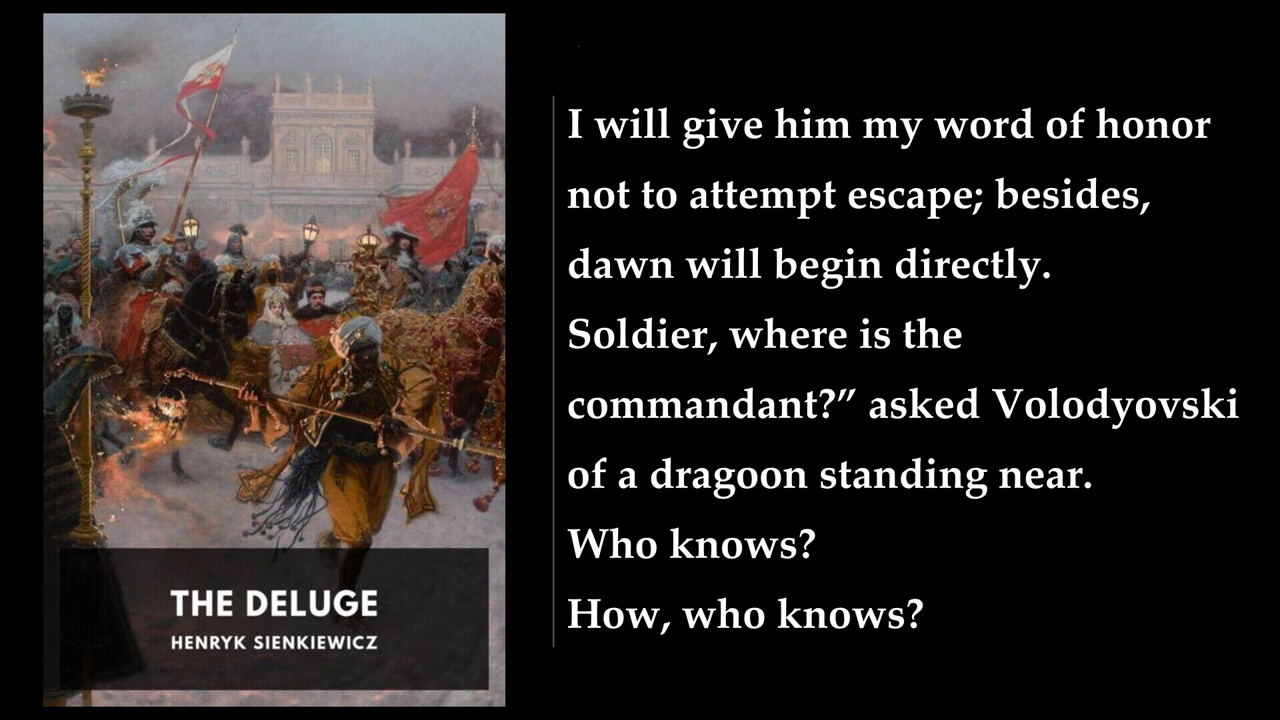 THE DELUGE
HENRYK SIENKIEWICZ
I will give him my word of honor
not to attempt escape; besides,
dawn will begin directly.
Soldier, where is the
commandant?” asked Volodyovski
of a dragoon standing near.
Who knows?
How, who knows?